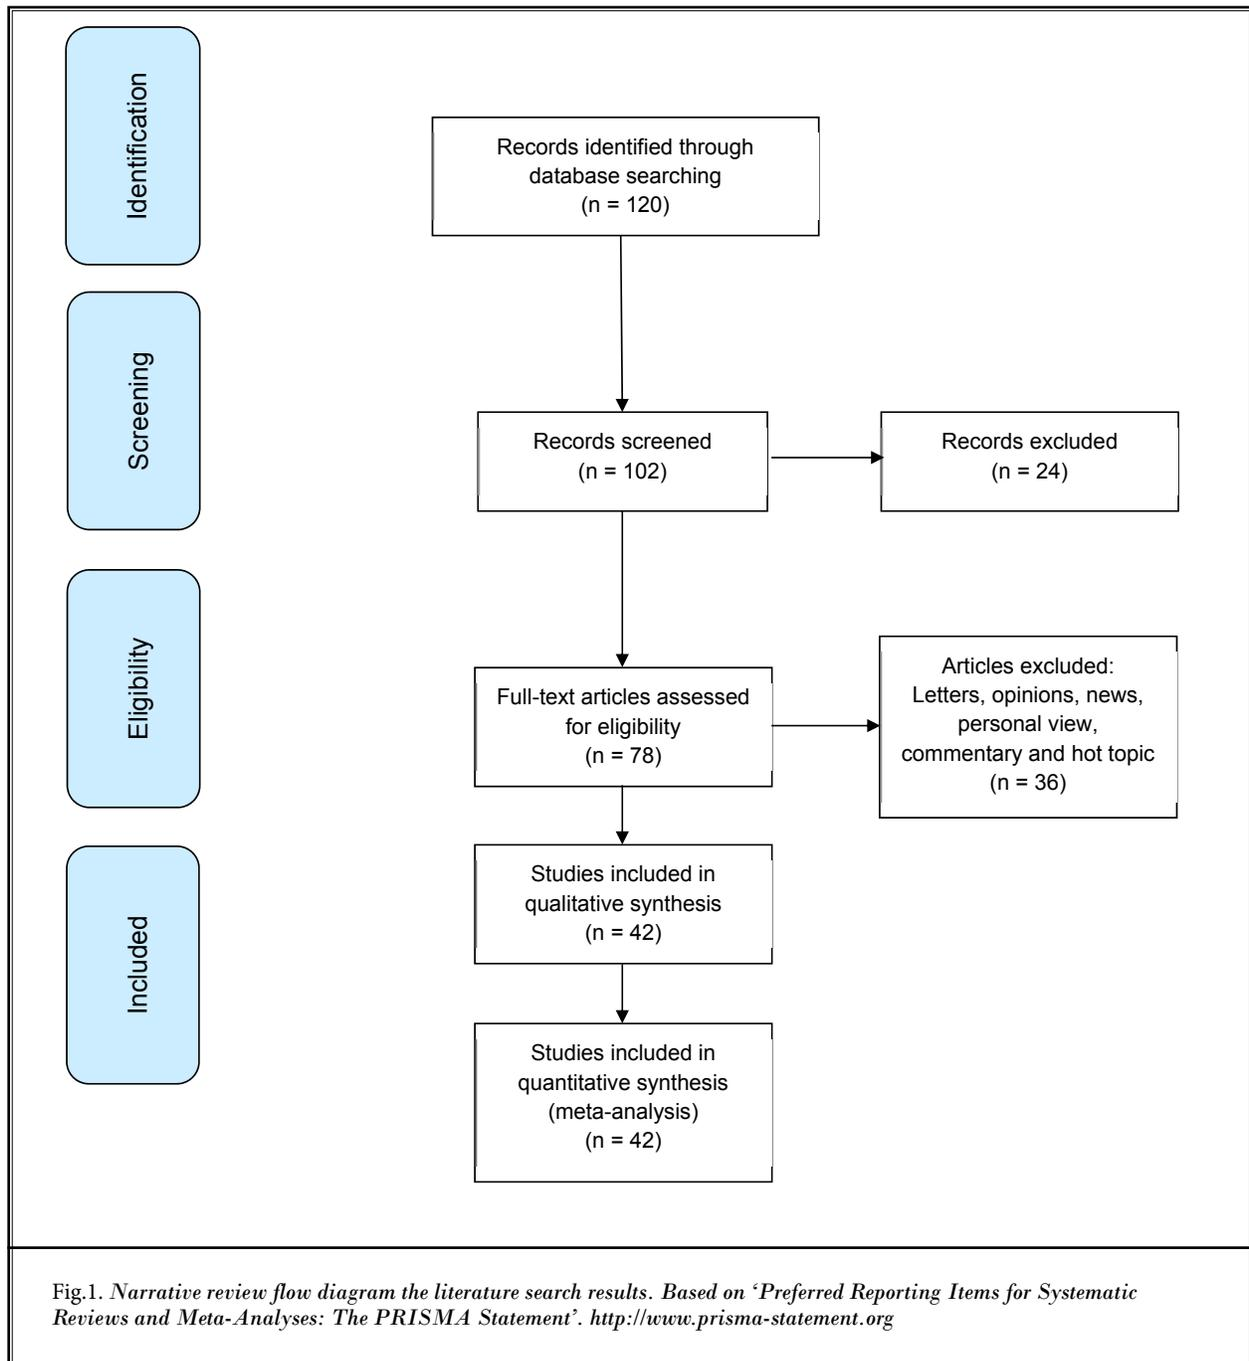 Identification
Records identified through
database searching
(n = 120)
Screening
Records screened
(n = 102)
Records excluded
(n = 24)
Eligibility
Full-text articles assessed
for eligibility
(n = 78)
Articles excluded:
Letters, opinions, news,
personal view,
commentary and hot topic
(n = 36)
Included
Studies included in
qualitative synthesis
(n = 42)
Studies included in
quantitative synthesis
(meta-analysis)
(n = 42)
Fig.1. Narrative review flow diagram the literature search results. Based on ‘Preferred Reporting Items for Systematic
Reviews and Meta-Analyses: The PRISMA Statement’. http://www.prisma-statement.org